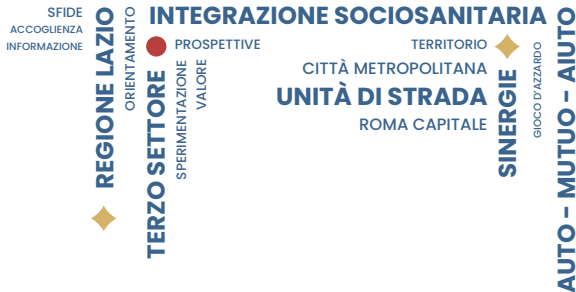 SFIDE
ACCOGLIENZA
INFORMAZIONE
REGIONE LAZIO
ORIENTAMENTO
INTEGRAZIONE SOCIOSANITARIA
PROSPETTIVE
TERZO SETTORE
SPERIMENTAZIONE
VALORE
TERRITORIO
CITTÀ METROPOLITANA
UNITÀ DI STRADA
ROMA CAPITALE
SINERGIE
GIOCO D'AZZARDO
AUTO – MUTUO – AIUTO